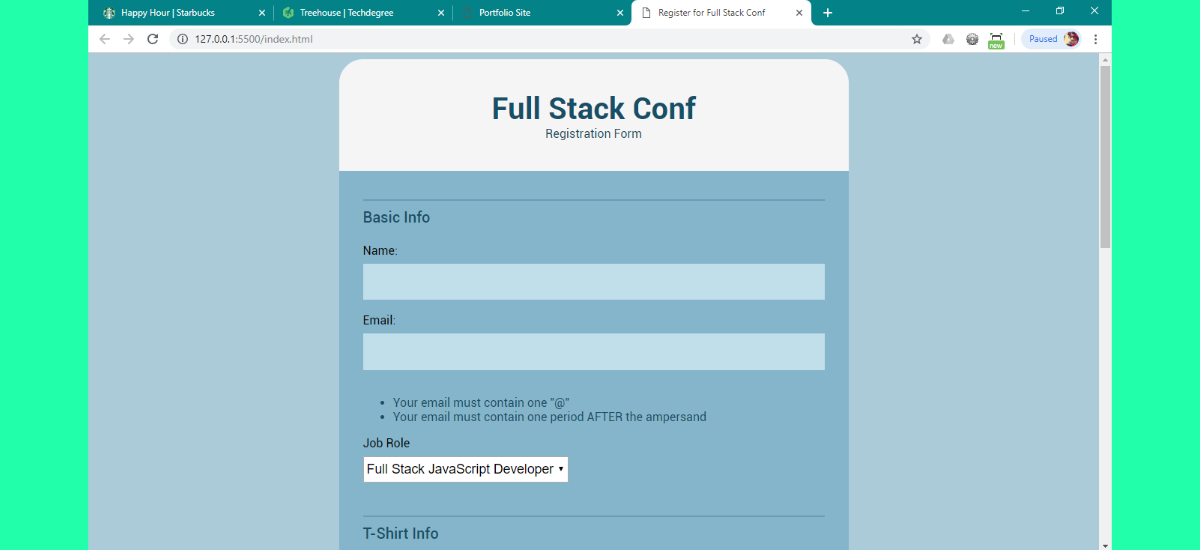 Happy Hour | Starbucks
Treehouse | Techdegree
Portfolio Site
Register for Full Stack Conf
127.0.0.1:5500/index.html
new
Paused
Full Stack Conf
Registration Form
Basic Info
Name:
Email:
Your email must contain one "@"
Your email must contain one period AFTER the ampersand
Job Role
Full Stack JavaScript Developer
T-Shirt Info